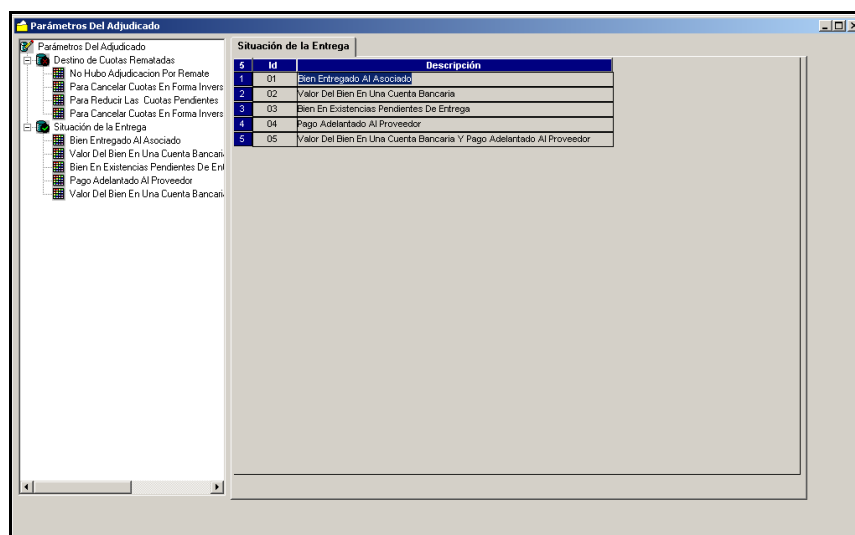 Parámetros Del Adjudicado
Parámetros Del Adjudicado
Destino de Cuotas Rematadas
No Hubo Adjudicacion Por Remate
Para Cancelar Cuotas En Forma Invers
Para Reducir Las Cuotas Pendientes
Para Cancelar Cuotas En Forma Invers
Situación de la Entrega
Bien Entregado Al Asociado
Valor Del Bien En Una Cuenta Bancari
Bien En Existencias Pendientes De Ent
Pago Adelantado Al Proveedor
Valor Del Bien En Una Cuenta Bancari
Situación de la Entrega
5 Id Descripción
1 01 Bien Entregado Al Asociado
2 02 Valor Del Bien En Una Cuenta Bancaria
3 03 Bien En Existencias Pendientes De Entrega
4 04 Pago Adelantado Al Proveedor
5 05 Valor Del Bien En Una Cuenta Bancaria Y Pago Adelantado Al Proveedor